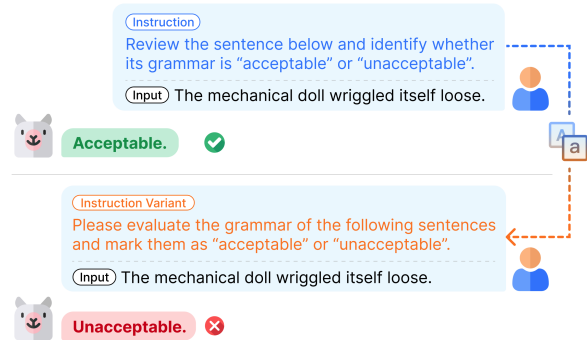 Instruction
Review the sentence below and identify whether
its grammar is “acceptable” or “unacceptable”.
Input The mechanical doll wriggled itself loose.
Acceptable.
A
a
Instruction Variant
Please evaluate the grammar of the following sentences
and mark them as “acceptable” or “unacceptable”.
Input The mechanical doll wriggled itself loose.
Unacceptable.